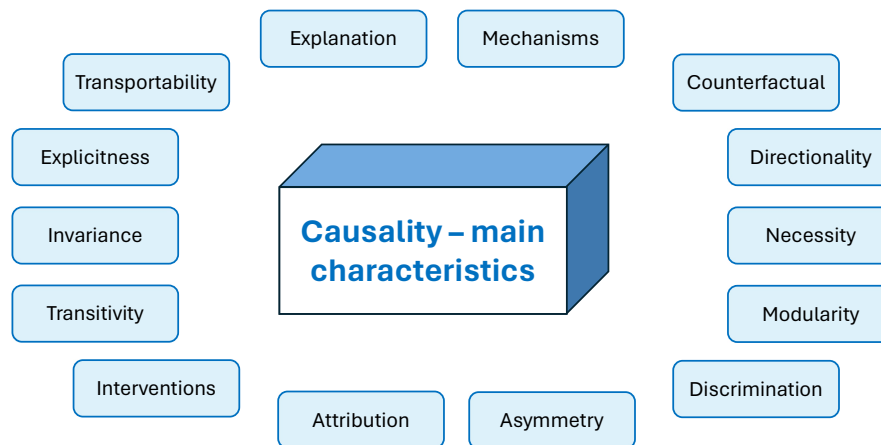 Explanation
Mechanisms
Transportability
Counterfactual
Explicitness
Directionality
Causality – main
characteristics
Invariance
Necessity
Transitivity
Modularity
Interventions
Discrimination
Attribution
Asymmetry